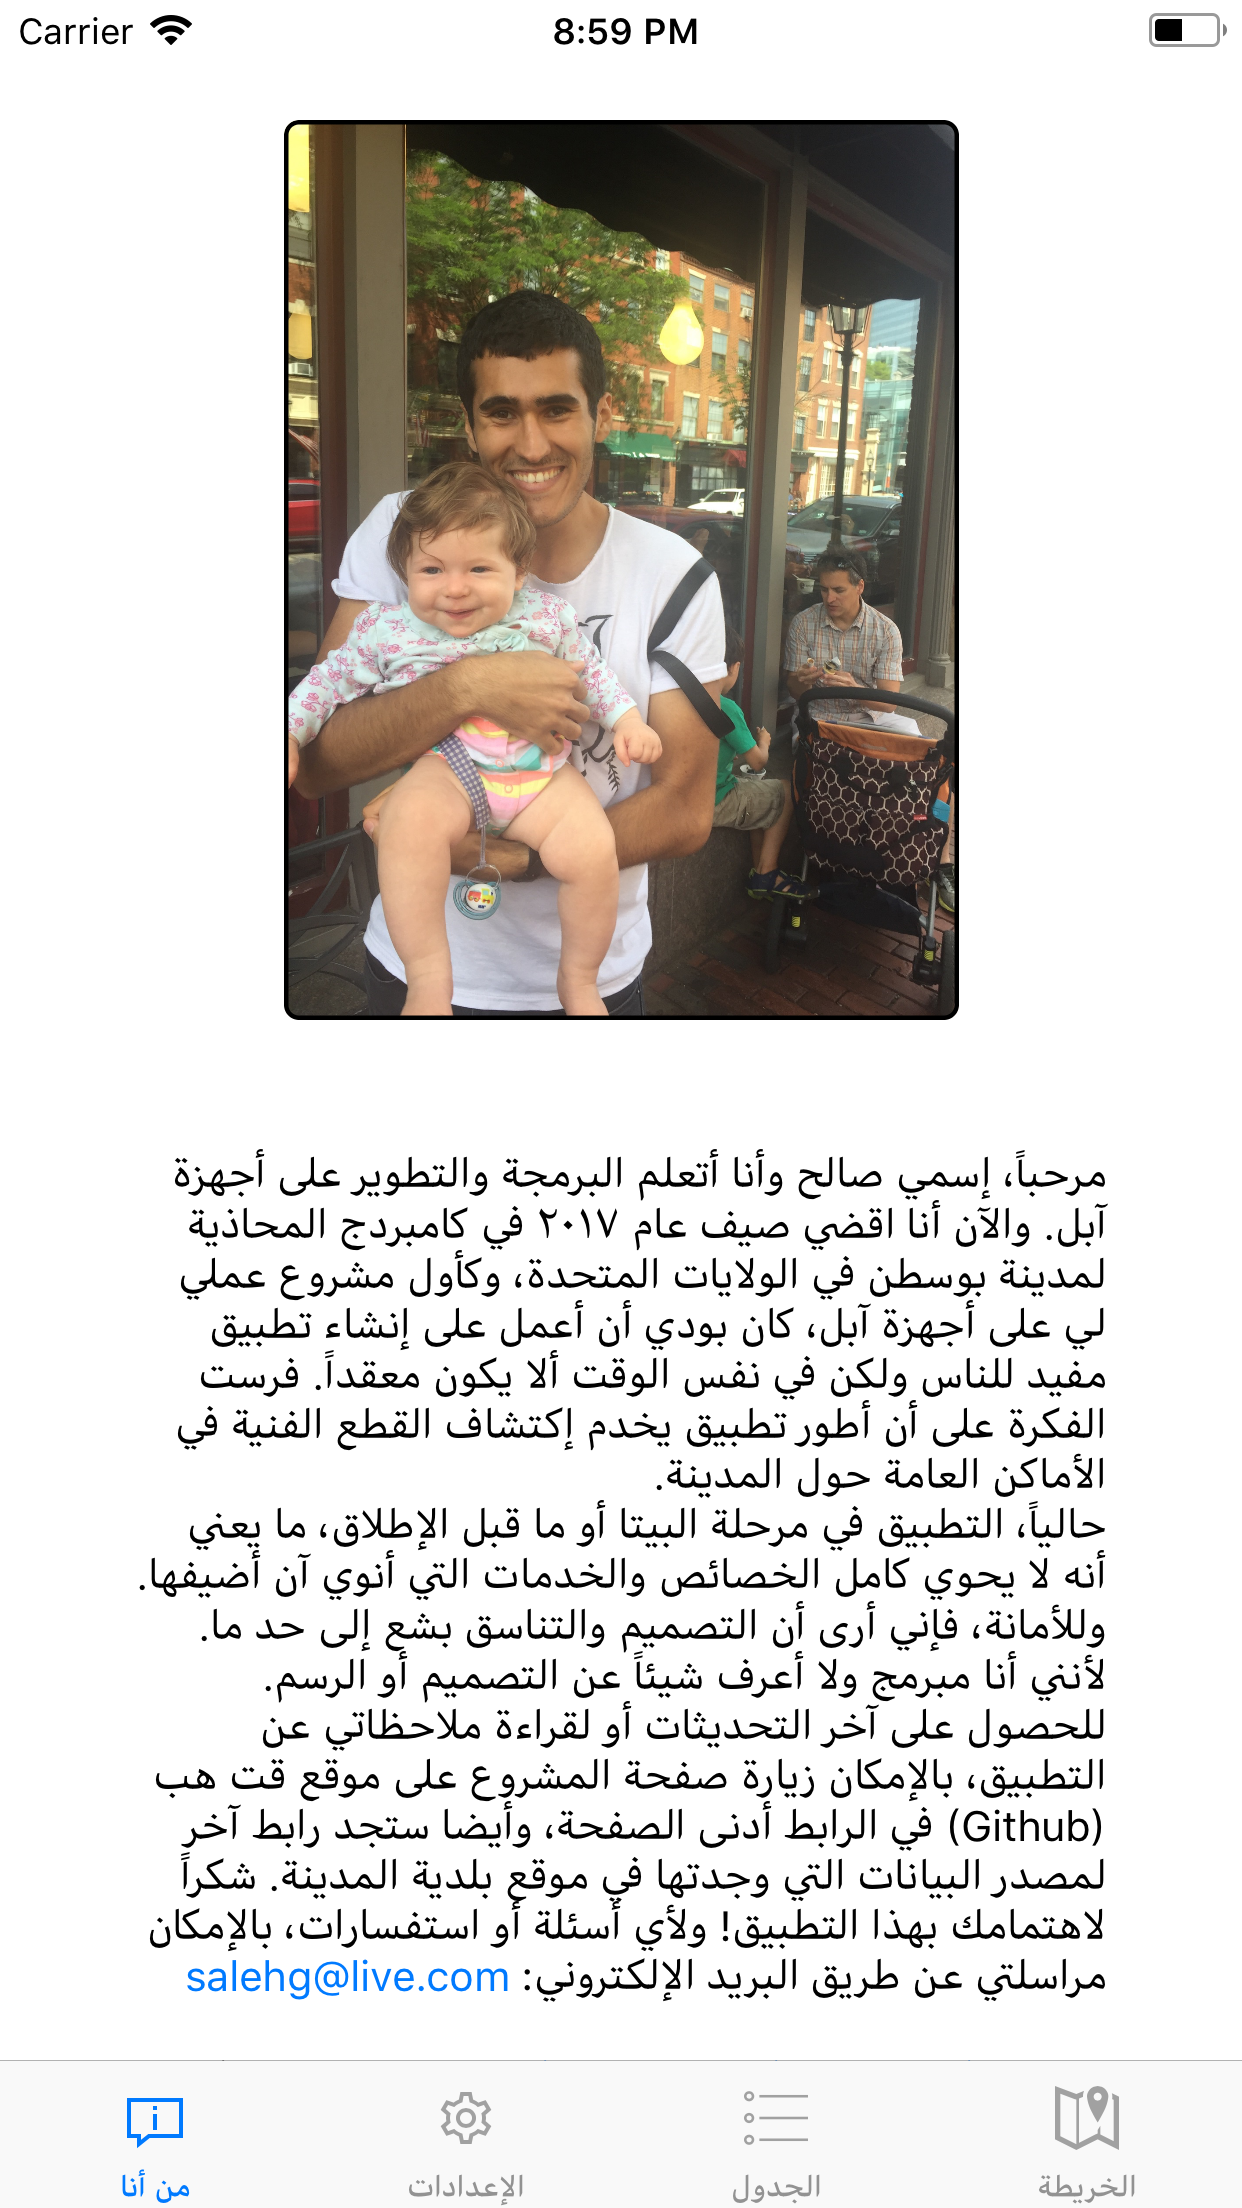 Carrier
8:59 PM
مرحباً، إسمي صالح وأنا أتعلم البرمجة والتطوير على أجهزة
آبل. والآن أنا اقضي صيف عام ٢٠١٧ في كامبردج المحاذية
لمدينة بوسطن في الولايات المتحدة، وكأول مشروع عملي
لي على أجهزة آبل، كان بودي أن أعمل على إنشاء تطبيق
مفيد للناس ولكن في نفس الوقت ألا يكون معقداً. فرست
الفكرة على أن أطور تطبيق يخدم إكتشاف القطع الفنية في
الأماكن العامة حول المدينة.
حالياً، التطبيق في مرحلة البيتا أو ما قبل الإطلاق، ما يعني
أنه لا يحوي كامل الخصائص والخدمات التي أنوي آن أضيفها.
وللأمانة، فإني أرى أن التصميم والتناسق بشع إلى حد ما.
لأنني أنا مبرمج ولا أعرف شيئاً عن التصميم أو الرسم.
للحصول على آخر التحديثات أو لقراءة ملاحظاتي عن
التطبيق، بالإمكان زيارة صفحة المشروع على موقع قت هب
(Github) في الرابط أدنى الصفحة، وأيضا ستجد رابط آخر
لمصدر البيانات التي وجدتها في موقع بلدية المدينة. شكراً
لاهتمامك بهذا التطبيق! ولأي أسئلة أو استفسارات، بالإمكان
مراسلتي عن طريق البريد الإلكتروني: salehg@live.com
الخريطة
الجدول
الإعدادات
من أنا